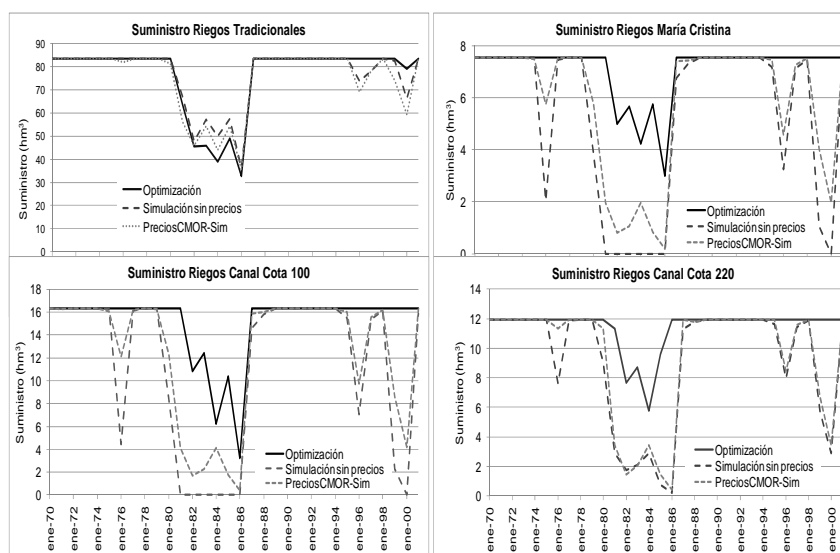 Suministro Riegos Tradicionales
Suministro (hm³)
90
80
70
60
50
40
30
20
10
0
Optimización
Simulación sin precios
PreciosCMOR-Sim
Suministro Riegos María Cristina
Suministro (hm³)
8
6
4
2
0
Optimización
Simulación sin precios
PreciosCMOR-Sim
Suministro Riegos Canal Cota 100
Suministro (hm³)
18
16
14
12
10
8
6
4
2
0
Optimización
Simulación sin precios
PreciosCMOR-Sim
ene-70
ene-72
ene-74
ene-76
ene-78
ene-80
ene-82
ene-84
ene-86
ene-88
ene-90
ene-92
ene-94
ene-96
ene-98
ene-00
Suministro Riegos Canal Cota 220
Suministro (hm³)
14
12
10
8
6
4
2
0
Optimización
Simulación sin precios
PreciosCMOR-Sim
ene-70
ene-72
ene-74
ene-76
ene-78
ene-80
ene-82
ene-84
ene-86
ene-88
ene-90
ene-92
ene-94
ene-96
ene-98
ene-00